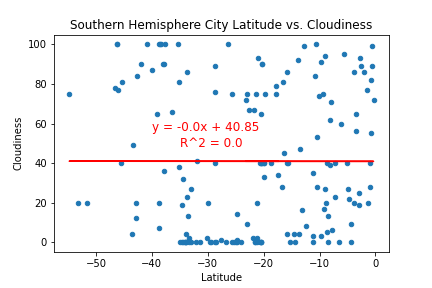 Southern Hemisphere City Latitude vs. Cloudiness
100
80
60
40
20
0
Cloudiness
y = -0.0x + 40.85
R^2 = 0.0
−50
−40
−30
−20
−10
0
Latitude